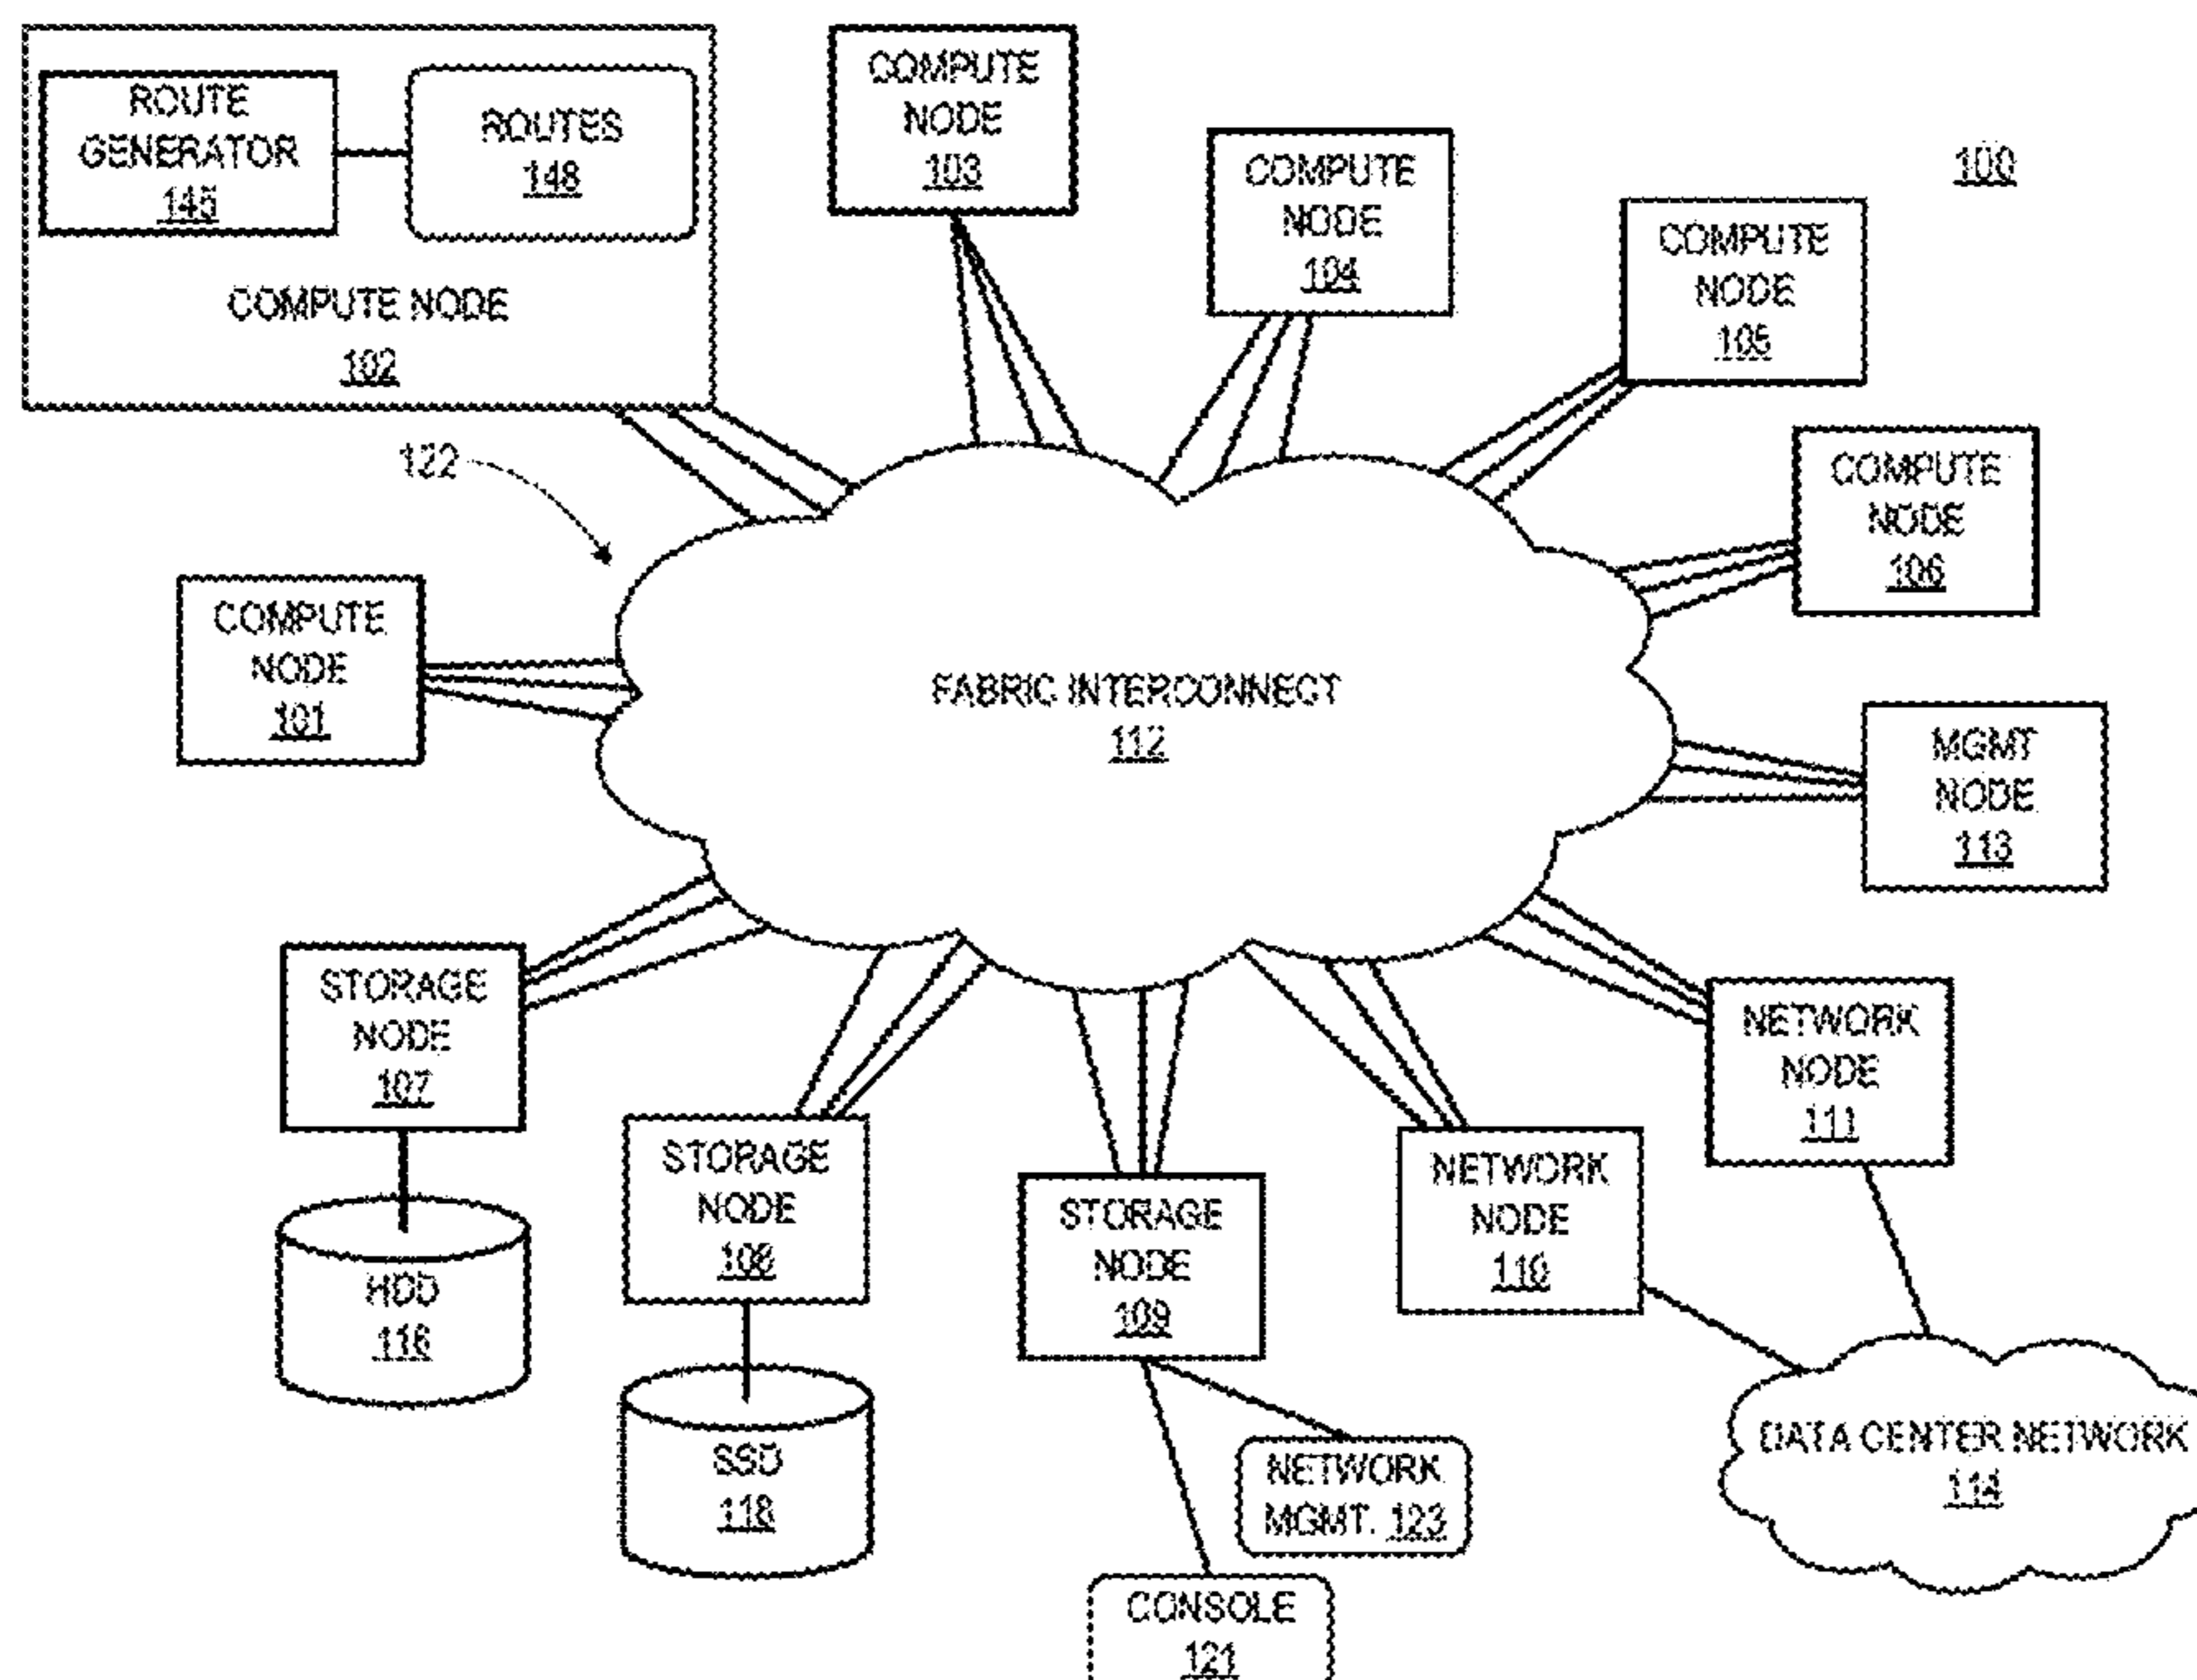 ROUTE
GENERATOR
145
ROUTES
148
COMPUTE NODE
102
COMPUTE
NODE
103
COMPUTE
NODE
104
100
COMPUTE
NODE
105
122
COMPUTE
NODE
106
COMPUTE
NODE
101
FABRIC INTERCONNECT
112
MGMT
NODE
113
STORAGE
NODE
107
NETWORK
NODE
111
STORAGE
NODE
108
STORAGE
NODE
109
NETWORK
NODE
110
HDD
116
SSD
118
NETWORK
MGMT. 123
DATA CENTER NETWORK
114
CONSOLE
121